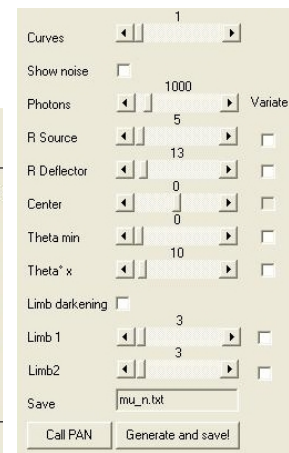 1
Curves
Show noise
1000
Photons Variate
5
R Source
13
R Deflector
0
Center
0
Theta min
10
Theta° x
Limb darkening
3
Limb 1
3
Limb2
Save mu_n.txt
Call PAN Generate and save!